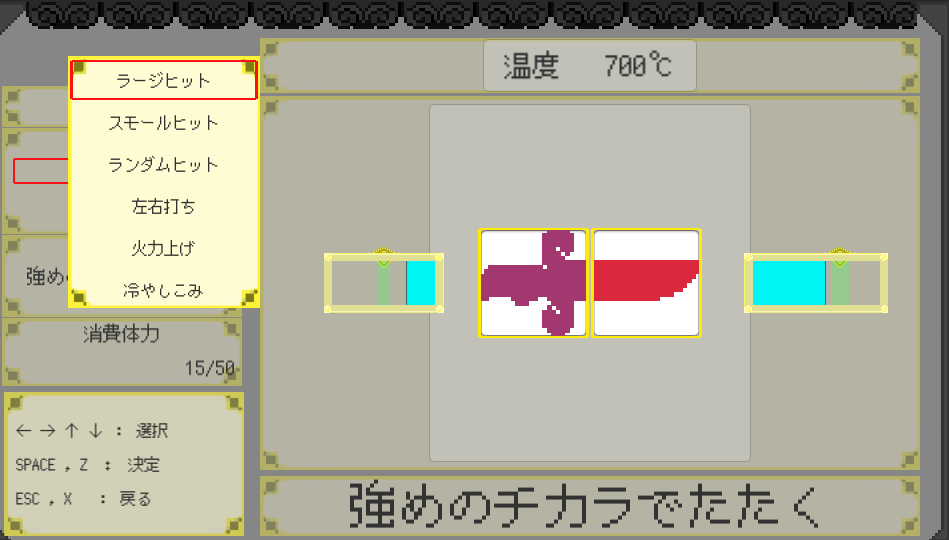 温度 700℃
ラージヒット
スモールヒット
ランダムヒット
左右打ち
火力上げ
冷やしこみ
強め
消費体力
15/50
← → ↑ ↓ : 選択
SPACE , Z : 決定
ESC , X : 戻る
強めのチカラでたたく